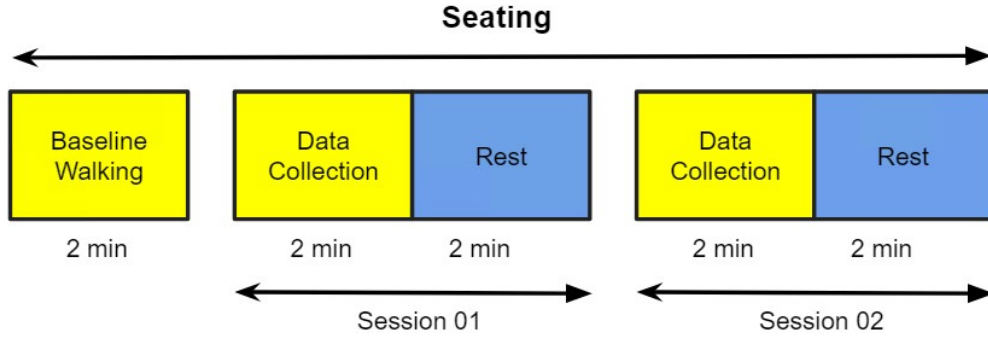 Seating
Baseline
Walking
Data
Collection
Rest
Data
Collection
Rest
2 min
2 min
2 min
2 min
2 min
Session 01
Session 02